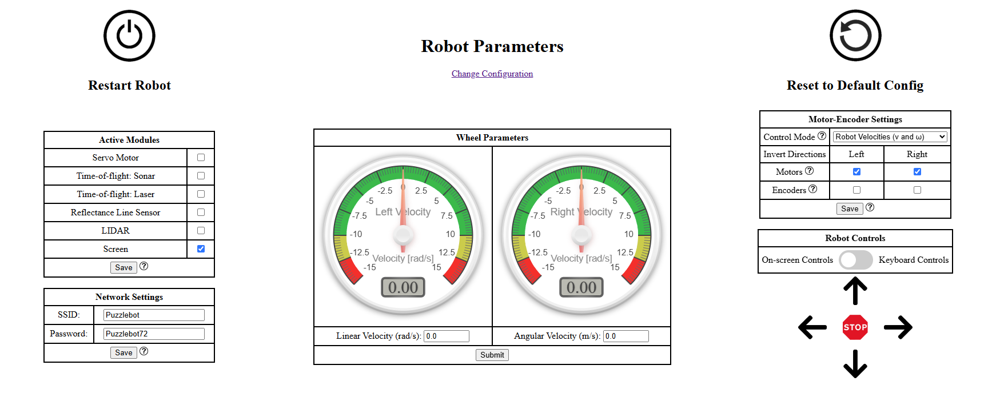 Restart Robot
Robot Parameters
Change Configuration
Reset to Default Config
Active Modules
Servo Motor
Time-of-flight: Sonar
Time-of-flight: Laser
Reflectance Line Sensor
LIDAR
Screen
Save ?
Network Settings
SSID: Puzzlebot
Password: Puzzlebot72
Save ?
Wheel Parameters
-15 -12.5 -10 -7.5 -5 -2.5 0 2.5 5 7.5 10 12.5 15
Left Velocity
Velocity [rad/s]
0.00
-15 -12.5 -10 -7.5 -5 -2.5 0 2.5 5 7.5 10 12.5 15
Right Velocity
Velocity [rad/s]
0.00
Linear Velocity (rad/s): 0.0
Angular Velocity (m/s): 0.0
Submit
Motor-Encoder Settings
Control Mode ? Robot Velocities (v and ω)
Invert Directions Left Right
Motors ?
Encoders ?
Save ?
Robot Controls
On-screen Controls Keyboard Controls
STOP